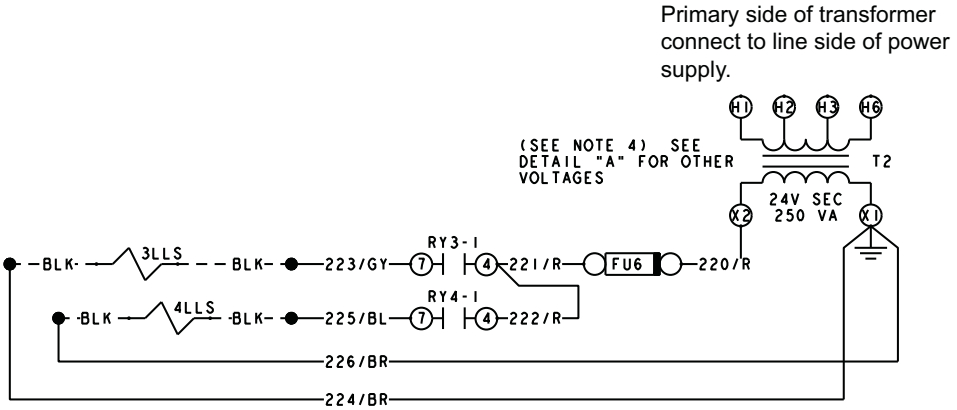 Primary side of transformer
connect to line side of power
supply.
H1 H2 H3 H6
(SEE NOTE 4) SEE
DETAIL "A" FOR OTHER
VOLTAGES
T2
24V SEC
250 VA
X2 X1
RY3-1
BLK 3LLS BLK 223/GY 7 4 221/R FU6 220/R
RY4-1
BLK 4LLS BLK 225/BL 7 4 222/R
226/BR
224/BR